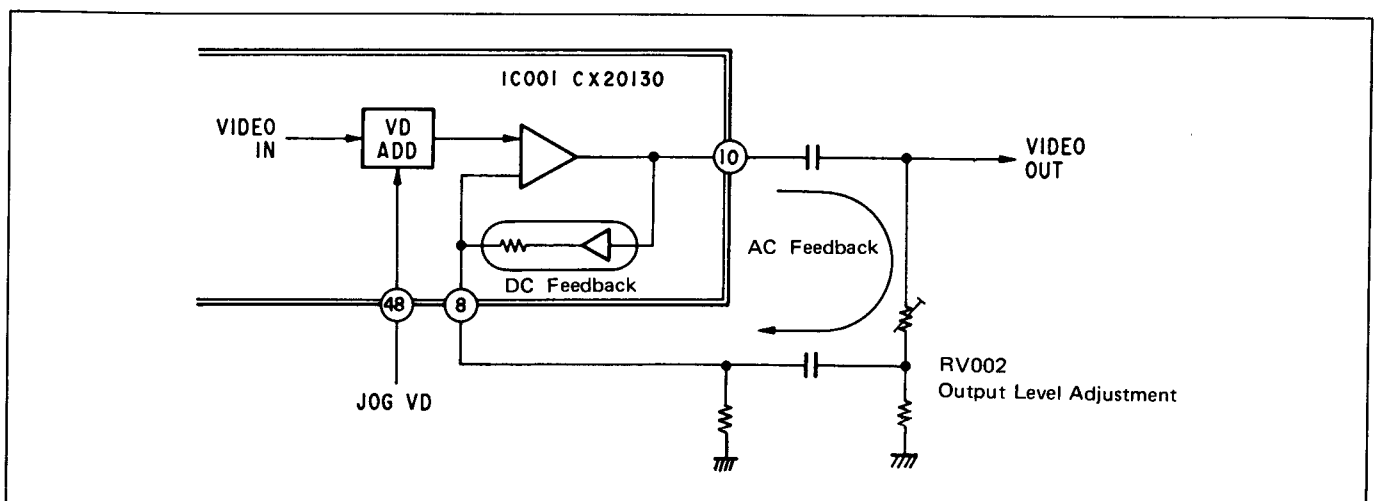 IC001 CX20130
VIDEO
IN
VD
ADD
10
VIDEO
OUT
AC Feedback
DC Feedback
48
8
RV002
Output Level Adjustment
JOG VD